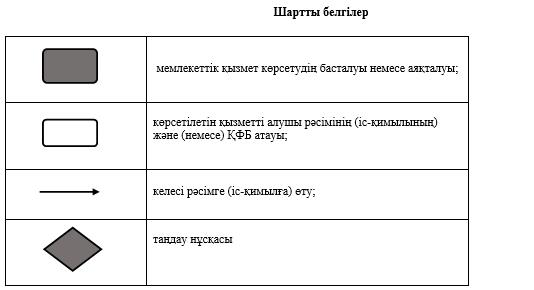 Шартты белгілер
мемлекеттік қызмет көрсетудің басталуы немесе аяқталуы;
көрсетілетін қызметті алушы рәсімінің (іс-қимылының)
және (немесе) ҚФБ атауы;
келесі рәсімге (іс-қимылға) өту;
таңдау нұсқасы